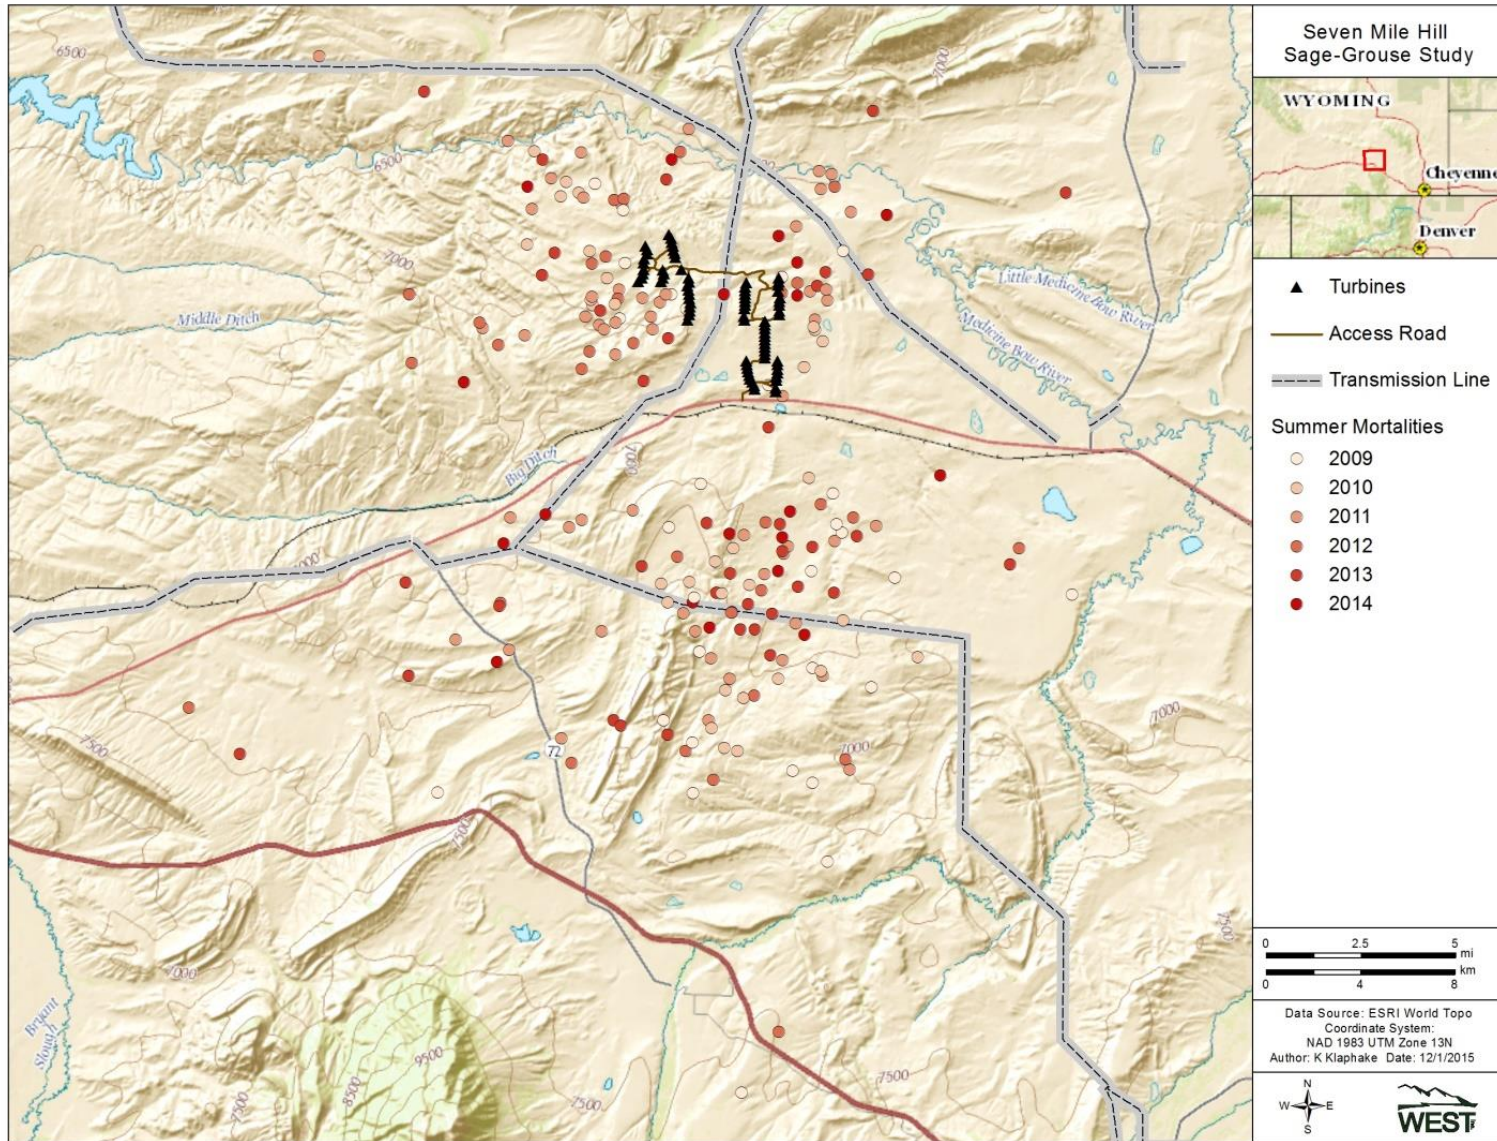 Seven Mile Hill
Sage-Grouse Study
WYOMING
Cheyenne
Denver
Turbines
Access Road
Transmission Line
Summer Mortalities
2009
2010
2011
2012
2013
2014
0 2.5 5
mi
km
0 4 8
Data Source: ESRI World Topo
Coordinate System:
NAD 1983 UTM Zone 13N
Author: K Klaphake Date: 12/1/2015
N
W E
S
WEST
6500
7000
6500
7000
Middle Ditch
Little Medicine Bow River
Medicine Bow River
Big Ditch
7000
7000
7500
72
7000
7000
7500
7000
7500
Bryant
Slough
9500
8500
7500
7500
7500